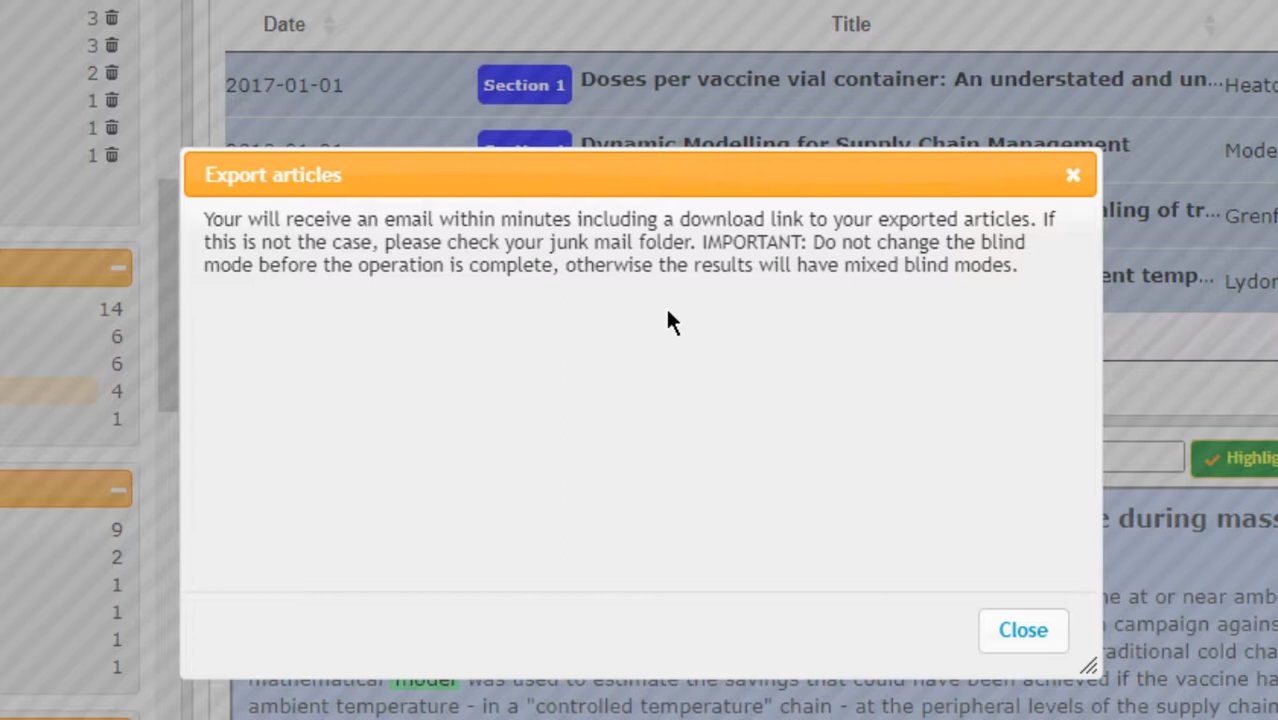 3
3
2
1
1
1
Date
Title
2017-01-01
Section 1
Doses per vaccine vial container: An understated and un...
Heato
Dynamic Modelling for Supply Chain Management
Mode
aling of tr...
Grenf
ent temp...
Lydor
Export articles
Your will receive an email within minutes including a download link to your exported articles. If
this is not the case, please check your junk mail folder. IMPORTANT: Do not change the blind
mode before the operation is complete, otherwise the results will have mixed blind modes.
Close
14
6
6
4
1
9
2
1
1
1
1
Highlig
e during mass
ne at or near amb
campaign agains
raditional cold cha
mathematical model was used to estimate the savings that could have been achieved if the vaccine ha
ambient temperature - in a "controlled temperature" chain - at the peripheral levels of the supply chain